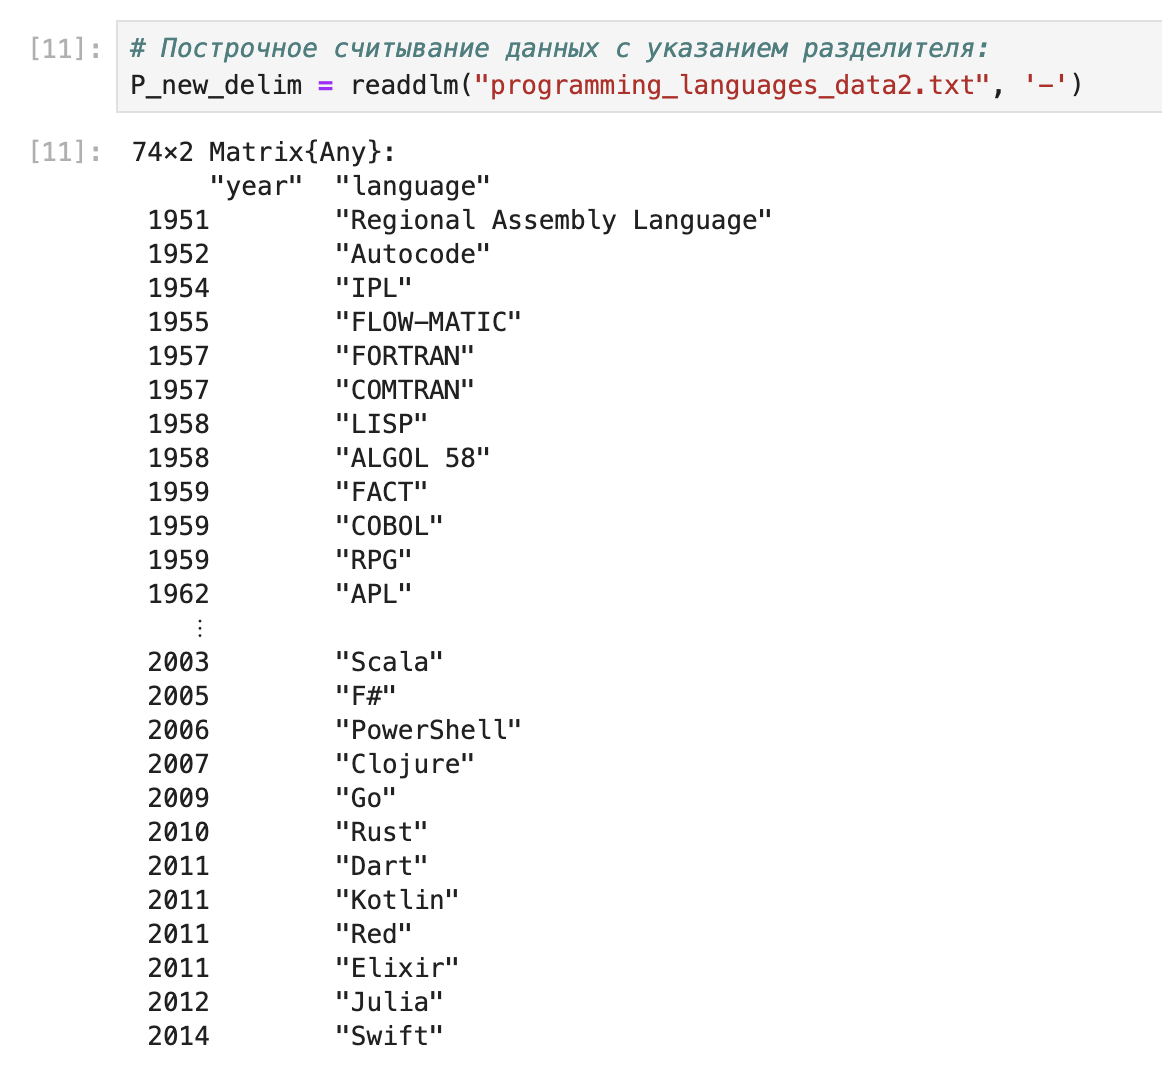 [11]: # Построчное считывание данных с указанием разделителя:
P_new_delim = readdlm("programming_languages_data2.txt", '-')
[11]: 74×2 Matrix{Any}:
"year" "language"
1951 "Regional Assembly Language"
1952 "Autocode"
1954 "IPL"
1955 "FLOW-MATIC"
1957 "FORTRAN"
1957 "COMTRAN"
1958 "LISP"
1958 "ALGOL 58"
1959 "FACT"
1959 "COBOL"
1959 "RPG"
1962 "APL"
⋮
2003 "Scala"
2005 "F#"
2006 "PowerShell"
2007 "Clojure"
2009 "Go"
2010 "Rust"
2011 "Dart"
2011 "Kotlin"
2011 "Red"
2011 "Elixir"
2012 "Julia"
2014 "Swift"